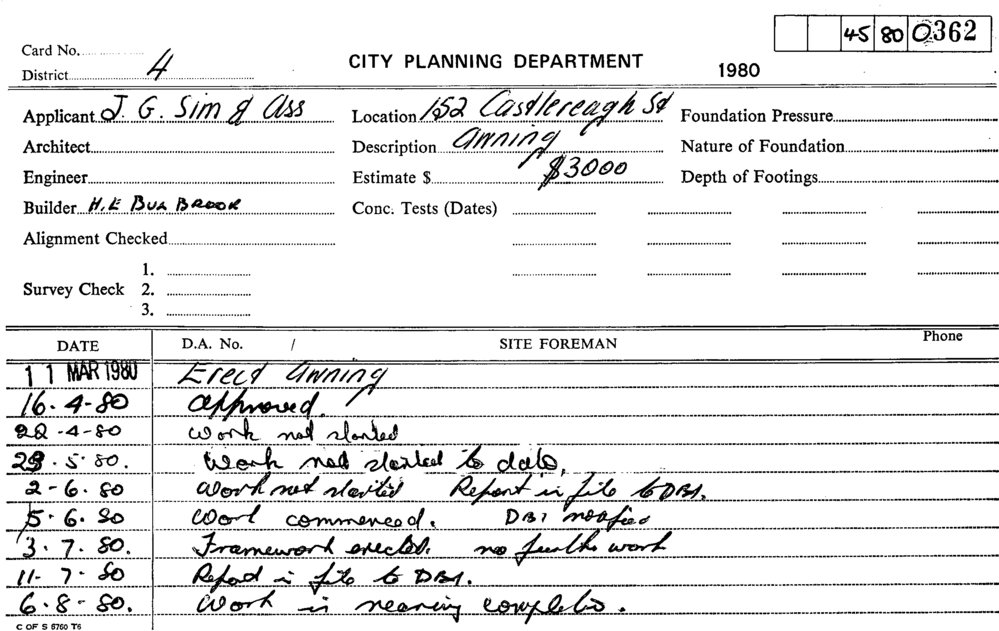 45 80 0362
Card No.
District 4
CITY PLANNING DEPARTMENT
1980
Applicant J. G. Sim & Ass
Location 152 Castlereagh St
Foundation Pressure
Architect
Description Awning
Nature of Foundation
Engineer
Estimate $ $3000
Depth of Footings
Builder H.E
Conc. Tests (Dates)
Alignment Checked
1.
Survey Check 2.
3.
DATE D.A. No. / SITE FOREMAN Phone
11 MAR 1980 Erect Awning
16.4-80 Approved.
22-4-80 Work not started
5.80. Work not started to date,
2-6.80 Work not started Report in file to DBI.
5.6.80 Work commenced. DBI notified
3.7.80. Framework erected. no further work
11-7-80 Report in file to DBI.
6-8-80. Work is nearing completion.
C OF S 6760 T6